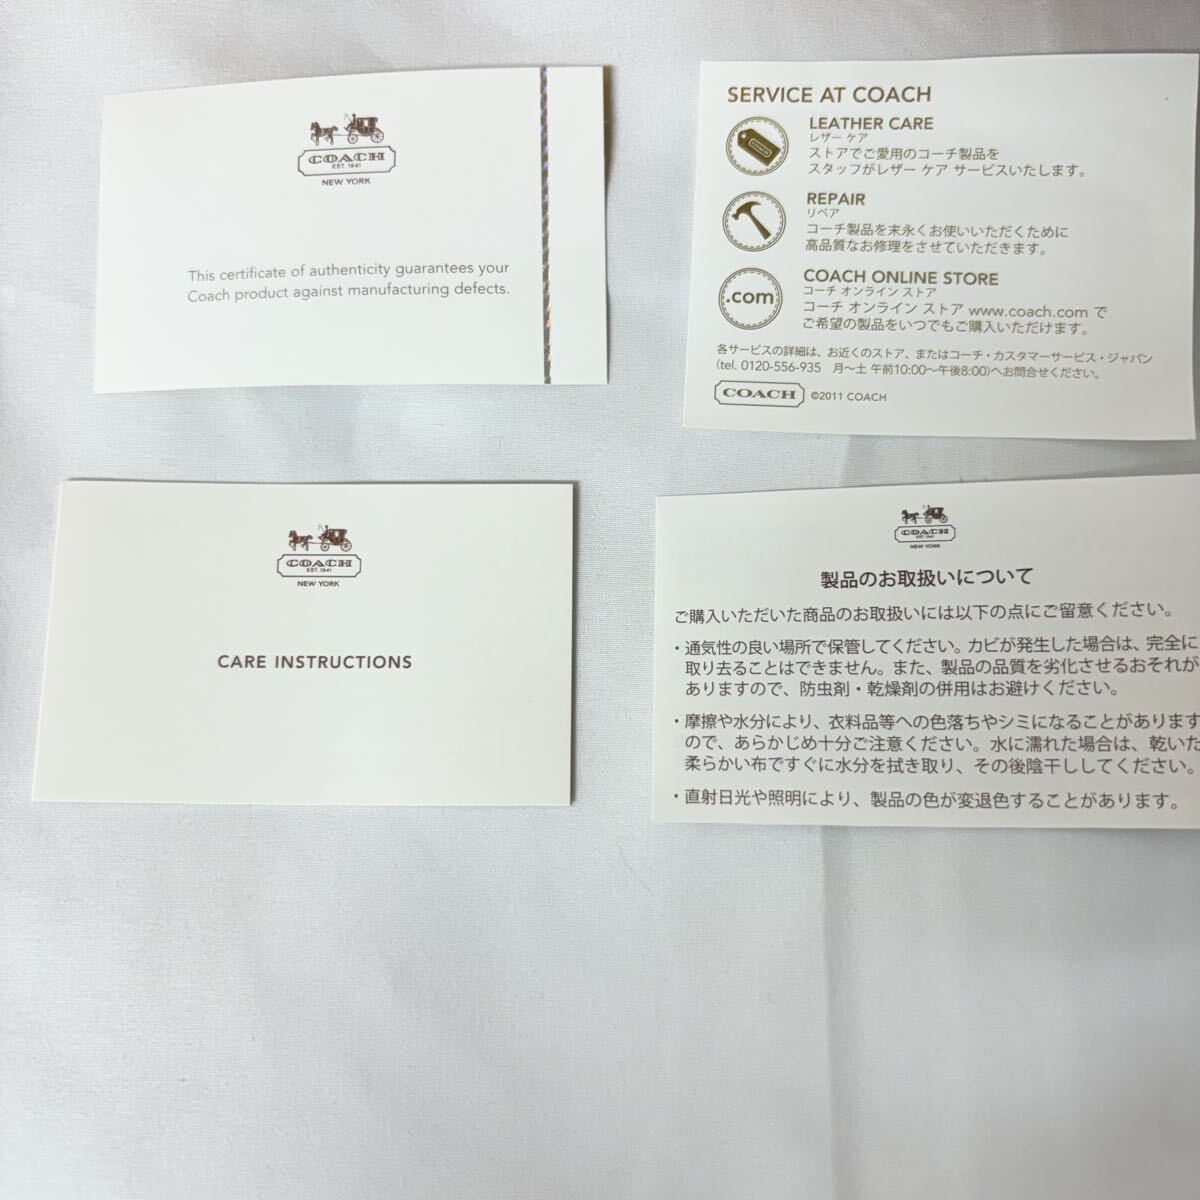 COACH
EST. 1941
NEW YORK
This certificate of authenticity guarantees your
Coach product against manufacturing defects.
SERVICE AT COACH
LEATHER CARE
レザー ケア
ストアでご愛用のコーチ製品を
スタッフがレザー ケア サービスいたします。
REPAIR
リペア
コーチ製品を末永くお使いいただくために
高品質なお修理をさせていただきます。
.com
COACH ONLINE STORE
コーチ オンライン ストア
コーチ オンライン ストア www.coach.com で
ご希望の製品をいつでもご購入いただけます。
各サービスの詳細は、お近くのストア、またはコーチ・カスタマーサービス・ジャパン
(tel. 0120-556-935 月〜土 午前10:00〜午後8:00)へお問合せください。
COACH ©2011 COACH
COACH
EST. 1941
NEW YORK
CARE INSTRUCTIONS
COACH
EST. 1941
NEW YORK
製品のお取扱いについて
ご購入いただいた商品のお取扱いには以下の点にご留意ください。
・通気性の良い場所で保管してください。カビが発生した場合は、完全に
取り去ることはできません。また、製品の品質を劣化させるおそれが
ありますので、防虫剤・乾燥剤の併用はお避けください。
・摩擦や水分により、衣料品等への色落ちやシミになることがあります
ので、あらかじめ十分ご注意ください。水に濡れた場合は、乾いた
柔らかい布ですぐに水分を拭き取り、その後陰干ししてください。
・直射日光や照明により、製品の色が変退色することがあります。